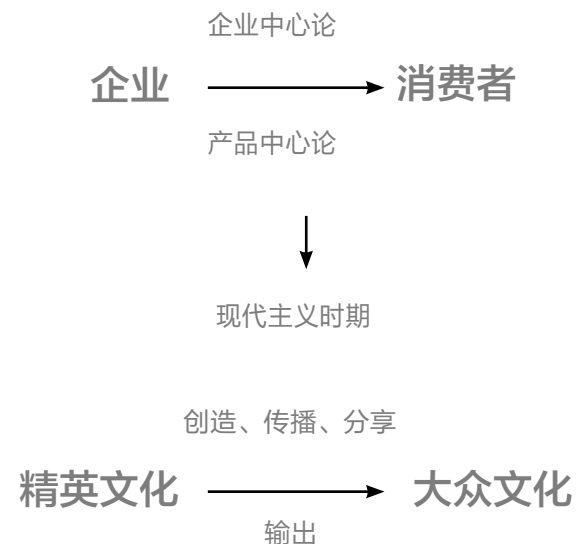 企业中心论
企业
消费者
产品中心论
现代主义时期
创造、传播、分享
精英文化
大众文化
输出